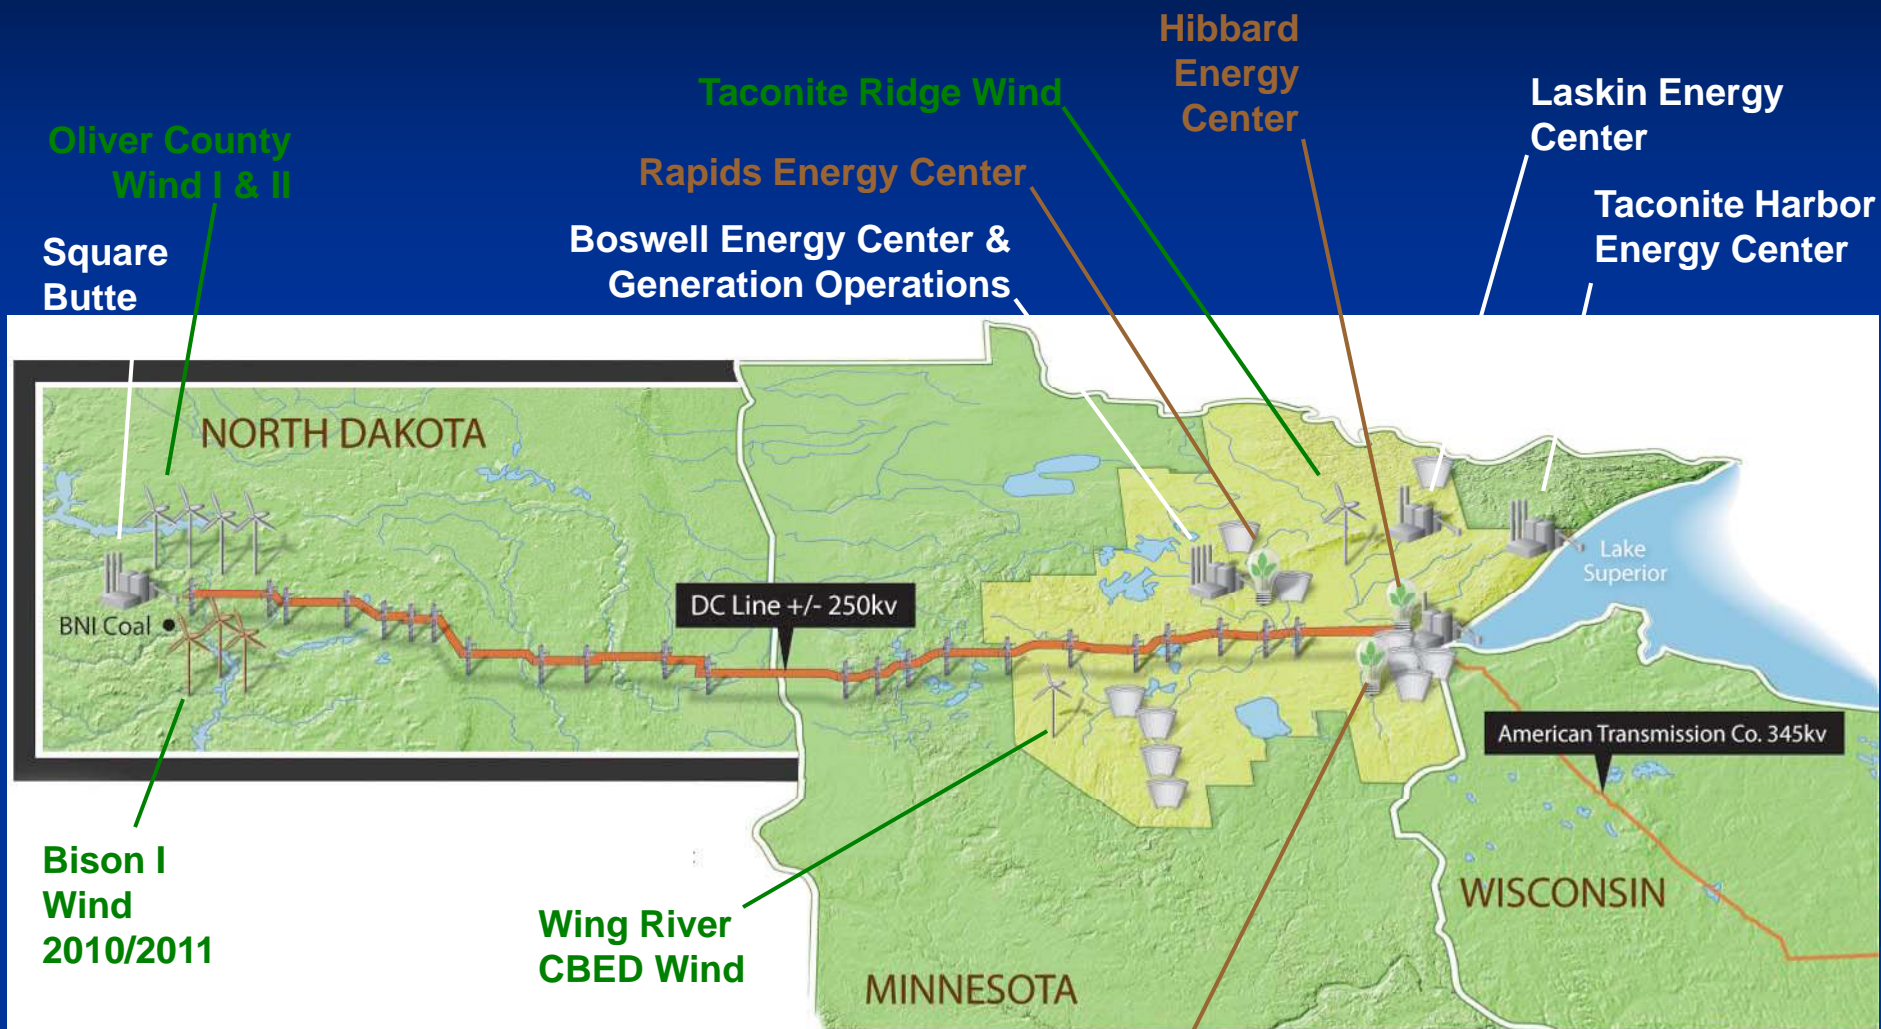 Hibbard
Energy
Center
Taconite Ridge Wind
Laskin Energy
Center
Oliver County
Wind I & II
Rapids Energy Center
Taconite Harbor
Energy Center
Square
Butte
Boswell Energy Center &
Generation Operations
NORTH DAKOTA
Lake
Superior
DC Line +/- 250kv
BNI Coal
American Transmission Co. 345kv
Bison I
Wind
2010/2011
Wing River
CBED Wind
WISCONSIN
MINNESOTA